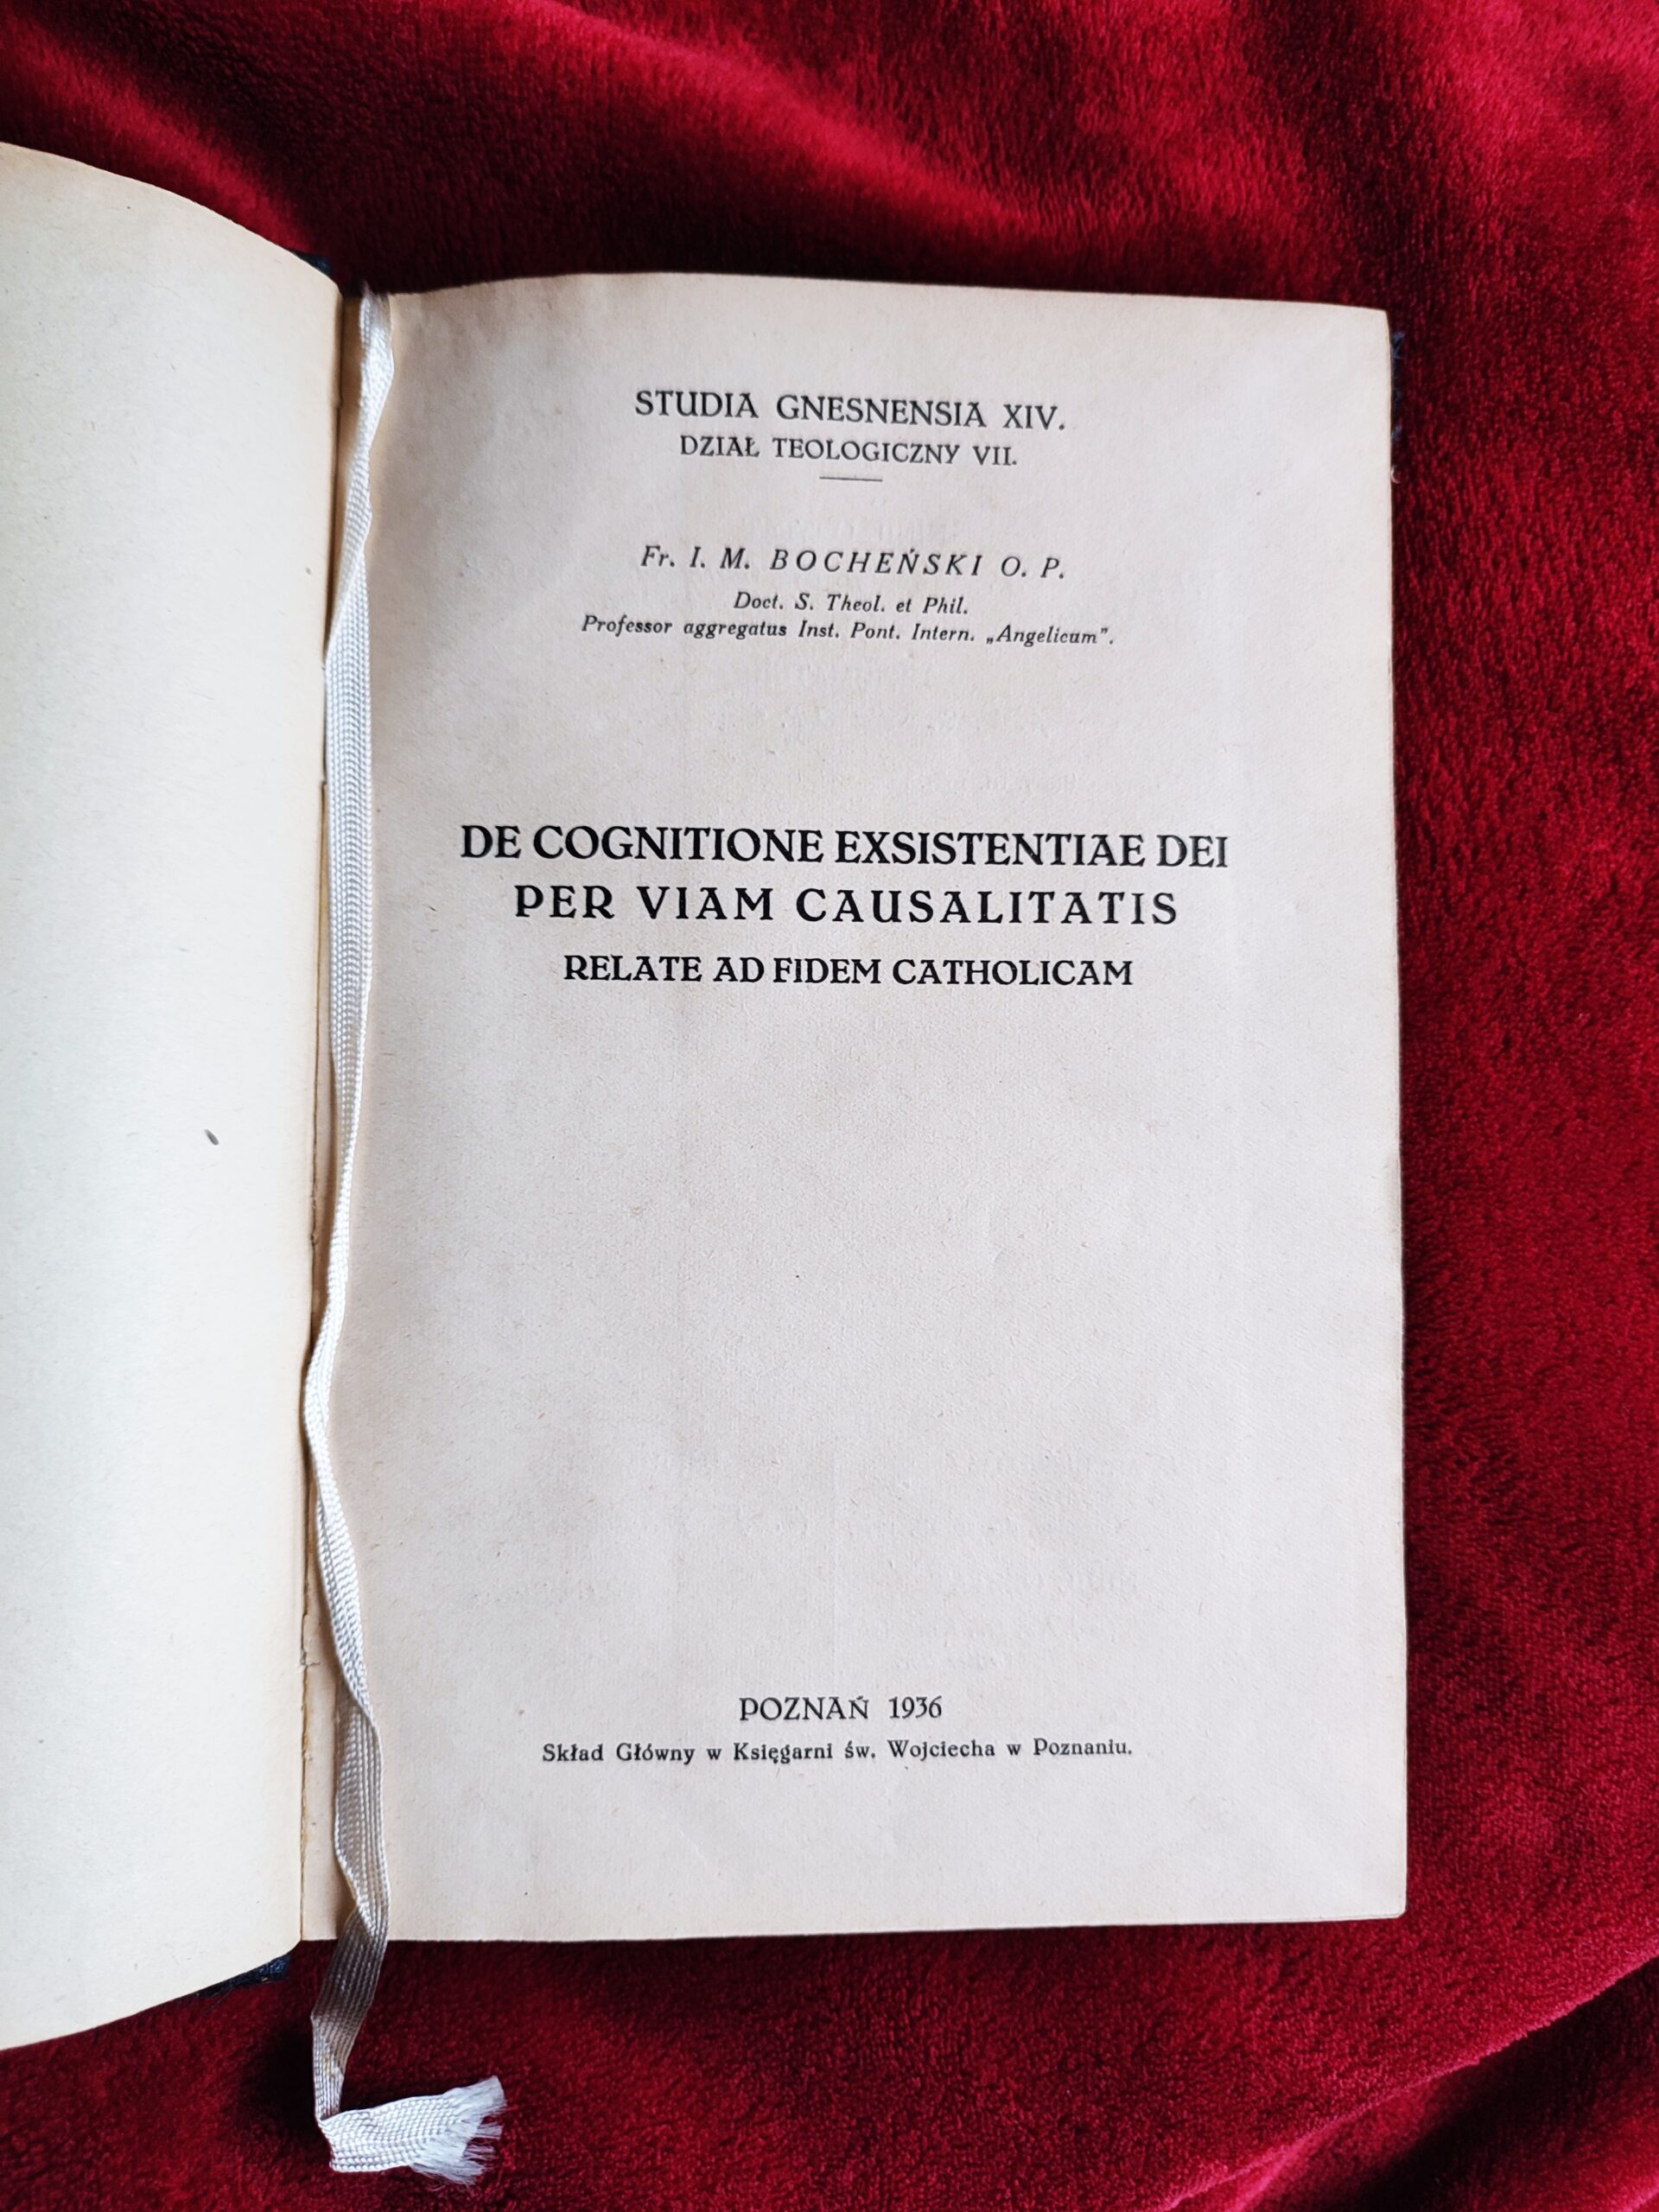 STUDIA GNESNENSIA XIV.
DZIAŁ TEOLOGICZNY VII.
Fr. I. M. BOCHEŃSKI O. P.
Doct. S. Theol. et Phil.
Professor aggregatus Inst. Pont. Intern. „Angelicum”.
DE COGNITIONE EXSISTENTIAE DEI
PER VIAM CAUSALITATIS
RELATE AD FIDEM CATHOLICAM
POZNAŃ 1936
Skład Główny w Księgarni św. Wojciecha w Poznaniu.